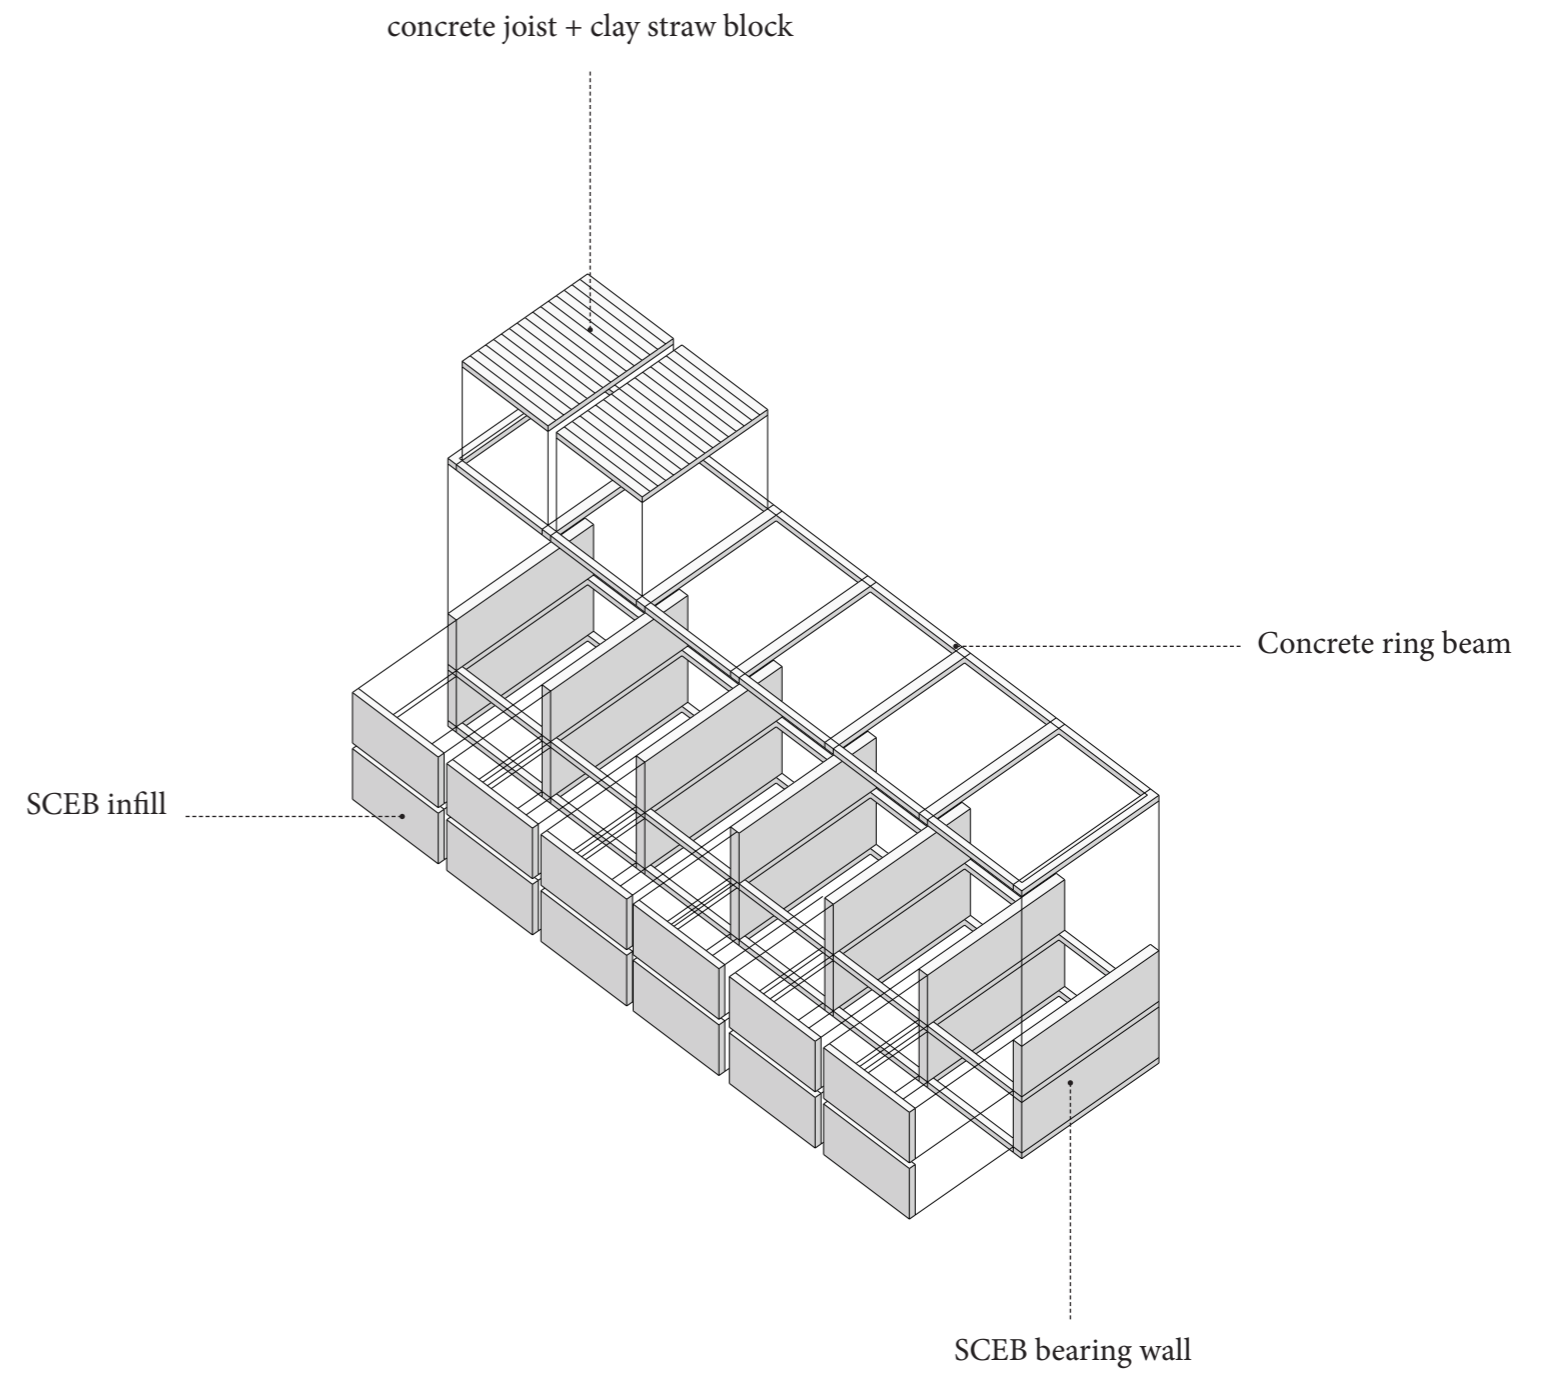 concrete joist + clay straw block
Concrete ring beam
SCEB infill
SCEB bearing wall